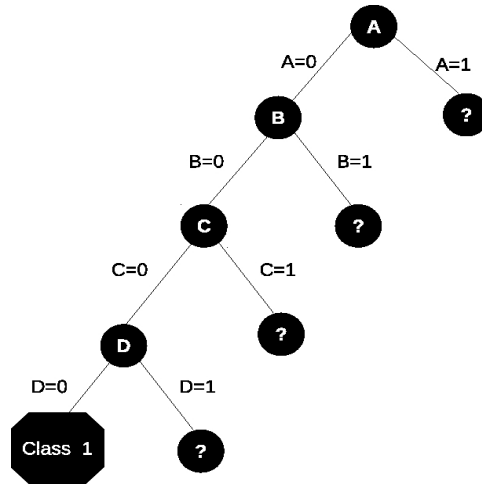 A
A=0
A=1
B
?
B=0
B=1
C
?
C=0
C=1
D
?
D=0
D=1
Class 1
?